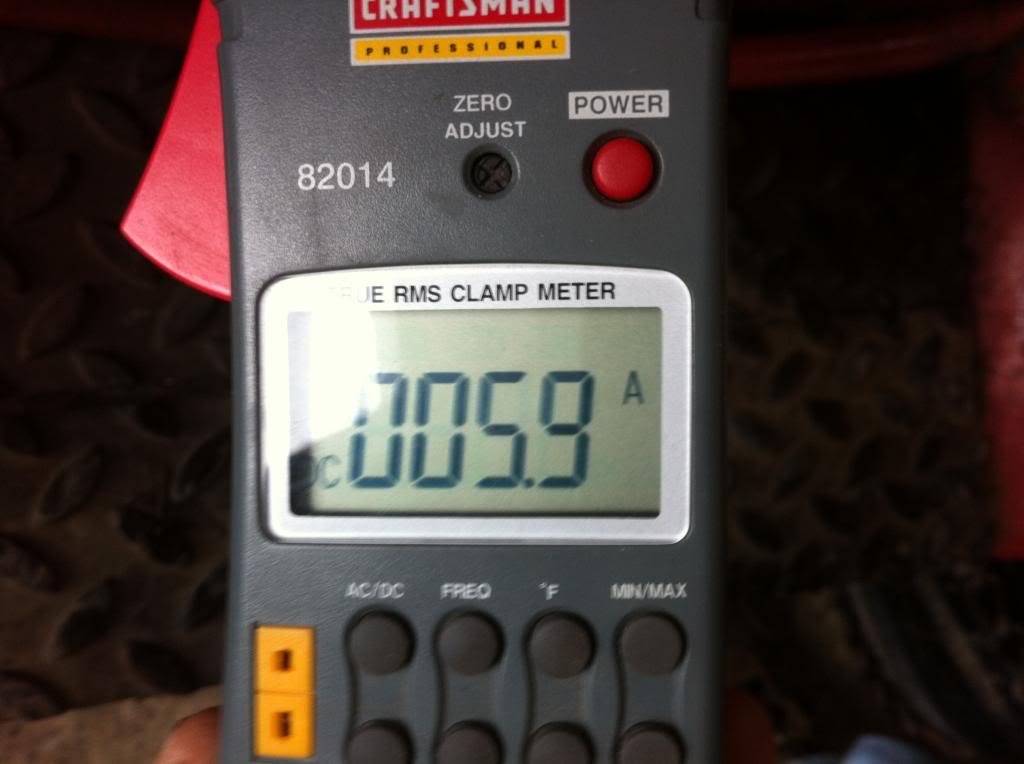 CRAFTSMAN
PROFESSIONAL
ZERO
ADJUST
POWER
82014
TRUE RMS CLAMP METER
005.9 A
DC
AC/DC FREQ °F MIN/MAX